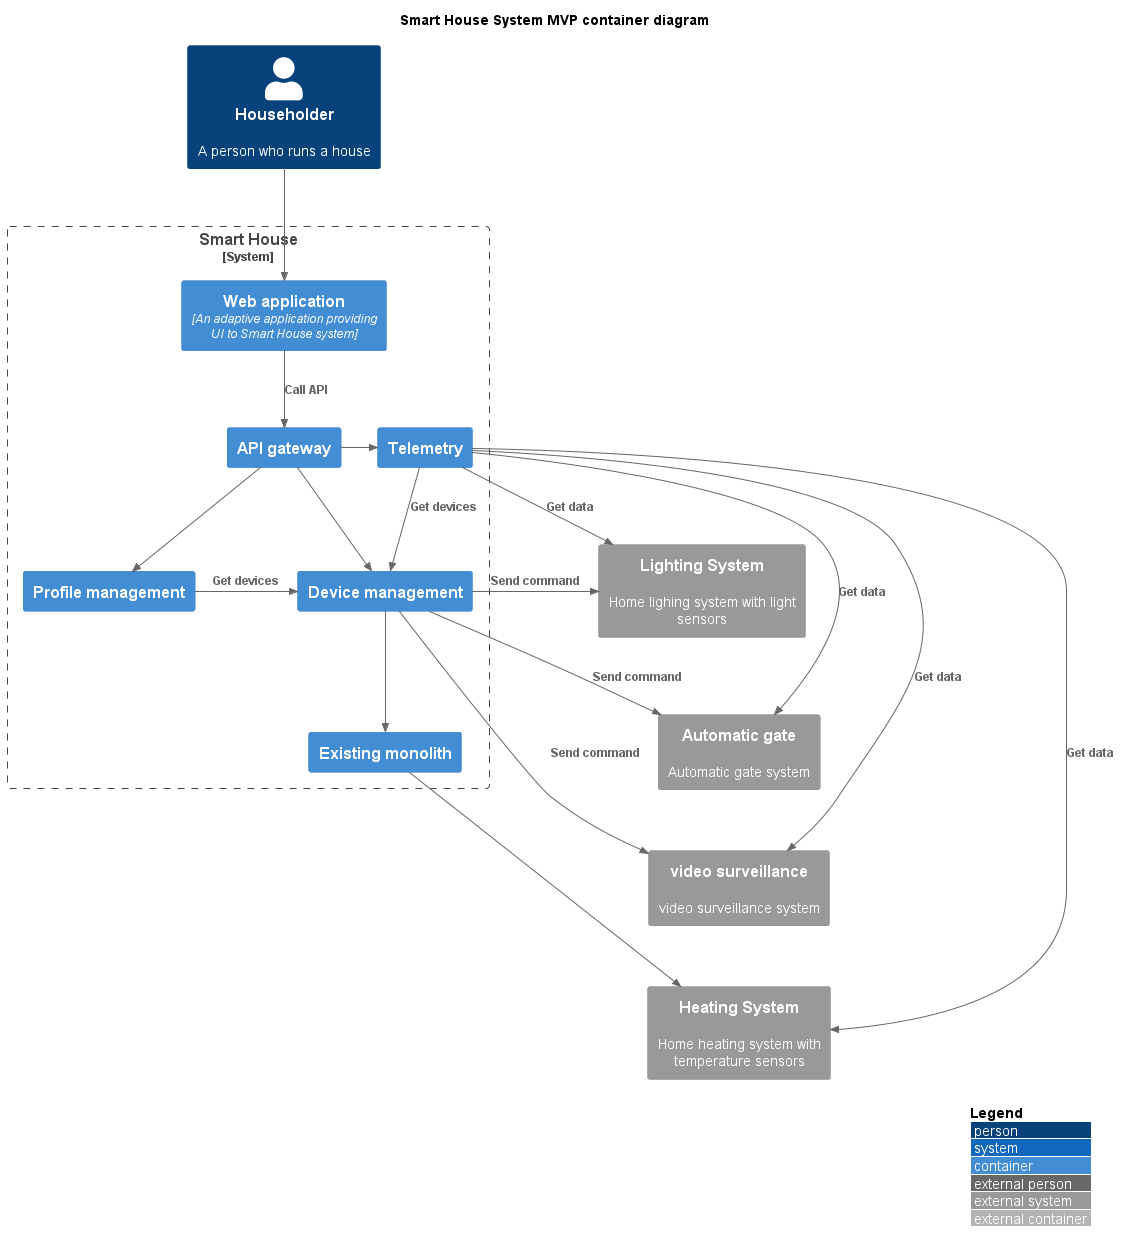 Smart House System MVP container diagram
Householder
A person who runs a house
Smart House
[System]
Web application
[An adaptive application providing
UI to Smart House system]
Call API
API gateway
Telemetry
Get devices
Get data
Lighting System
Home lighing system with light
sensors
Profile management
Get devices
Device management
Send command
Get data
Send command
Get data
Automatic gate
Automatic gate system
Existing monolith
Send command
Get data
video surveillance
video surveillance system
Heating System
Home heating system with
temperature sensors
Legend
person
system
container
external person
external system
external container